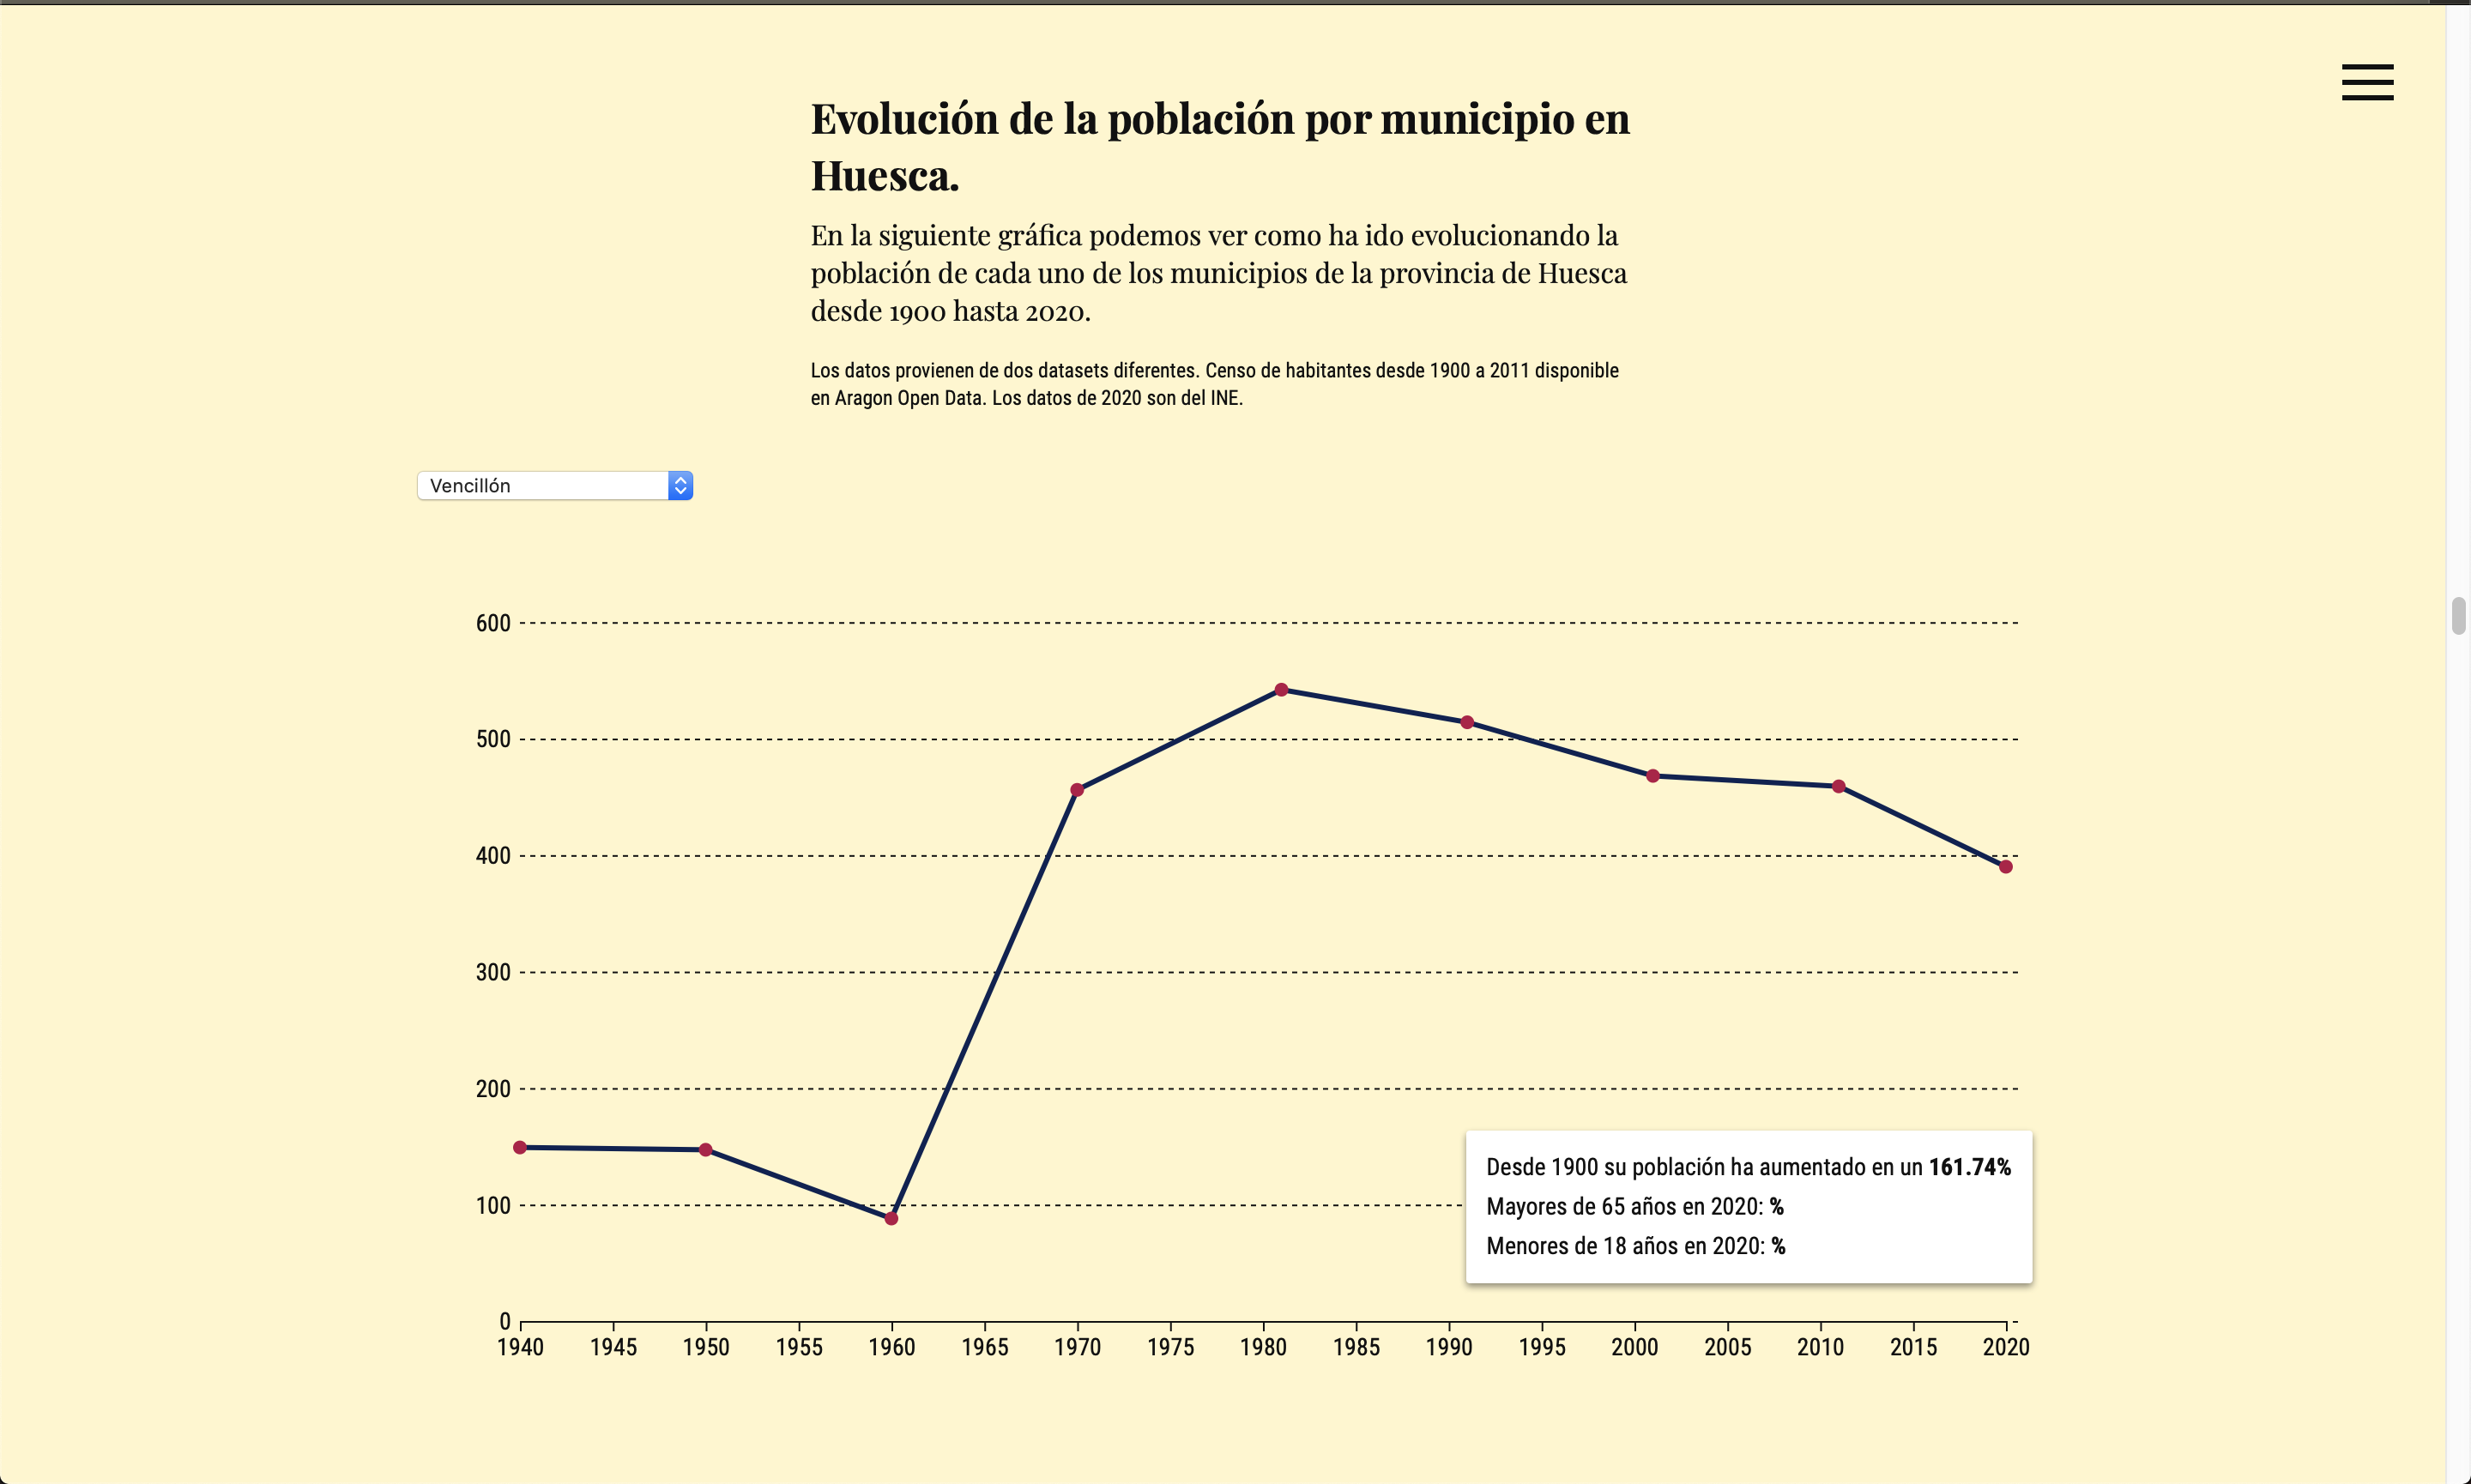 Evolución de la población por municipio en
Huesca.
En la siguiente gráfica podemos ver como ha ido evolucionando la
población de cada uno de los municipios de la provincia de Huesca
desde 1900 hasta 2020.
Los datos provienen de dos datasets diferentes. Censo de habitantes desde 1900 a 2011 disponible
en Aragon Open Data. Los datos de 2020 son del INE.
Vencillón
600
500
400
300
200
100
0
Desde 1900 su población ha aumentado en un 161.74%
Mayores de 65 años en 2020: %
Menores de 18 años en 2020: %
1940 1945 1950 1955 1960 1965 1970 1975 1980 1985 1990 1995 2000 2005 2010 2015 2020